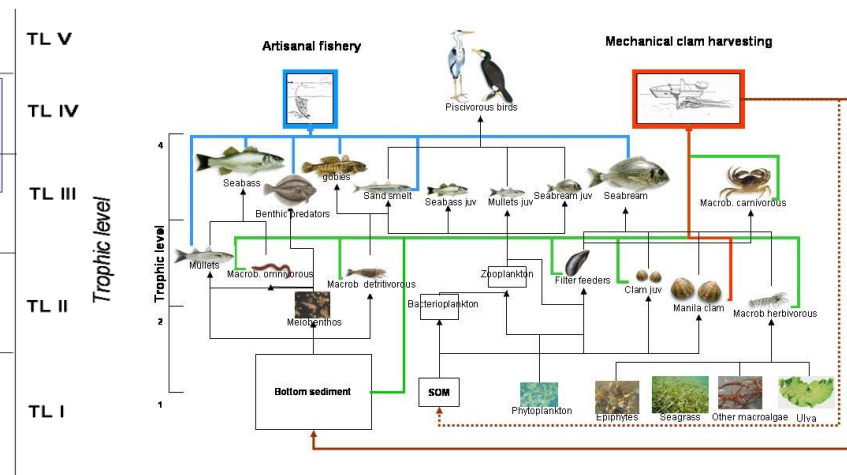 TL V
TL IV
TL III
TL II
TL I
Trophic level
Trophic level
4
3
2
1
Artisanal fishery
Mechanical clam harvesting
Piscivorous birds
Seabass
gobies
Benthic predators
Sand smelt
Seabass juv
Mullets juv
Seabream juv
Seabream
Macrob. carnivorous
Mullets
Macrob. omnivorous
Macrob detritivorous
Meiobenthos
Zooplankton
Bacterioplankton
Filter feeders
Clam juv
Manila clam
Macrob herbivorous
Bottom sediment
SOM
Phytoplankton
Epiphytes
Seagrass
Other macroalgae
Ulva